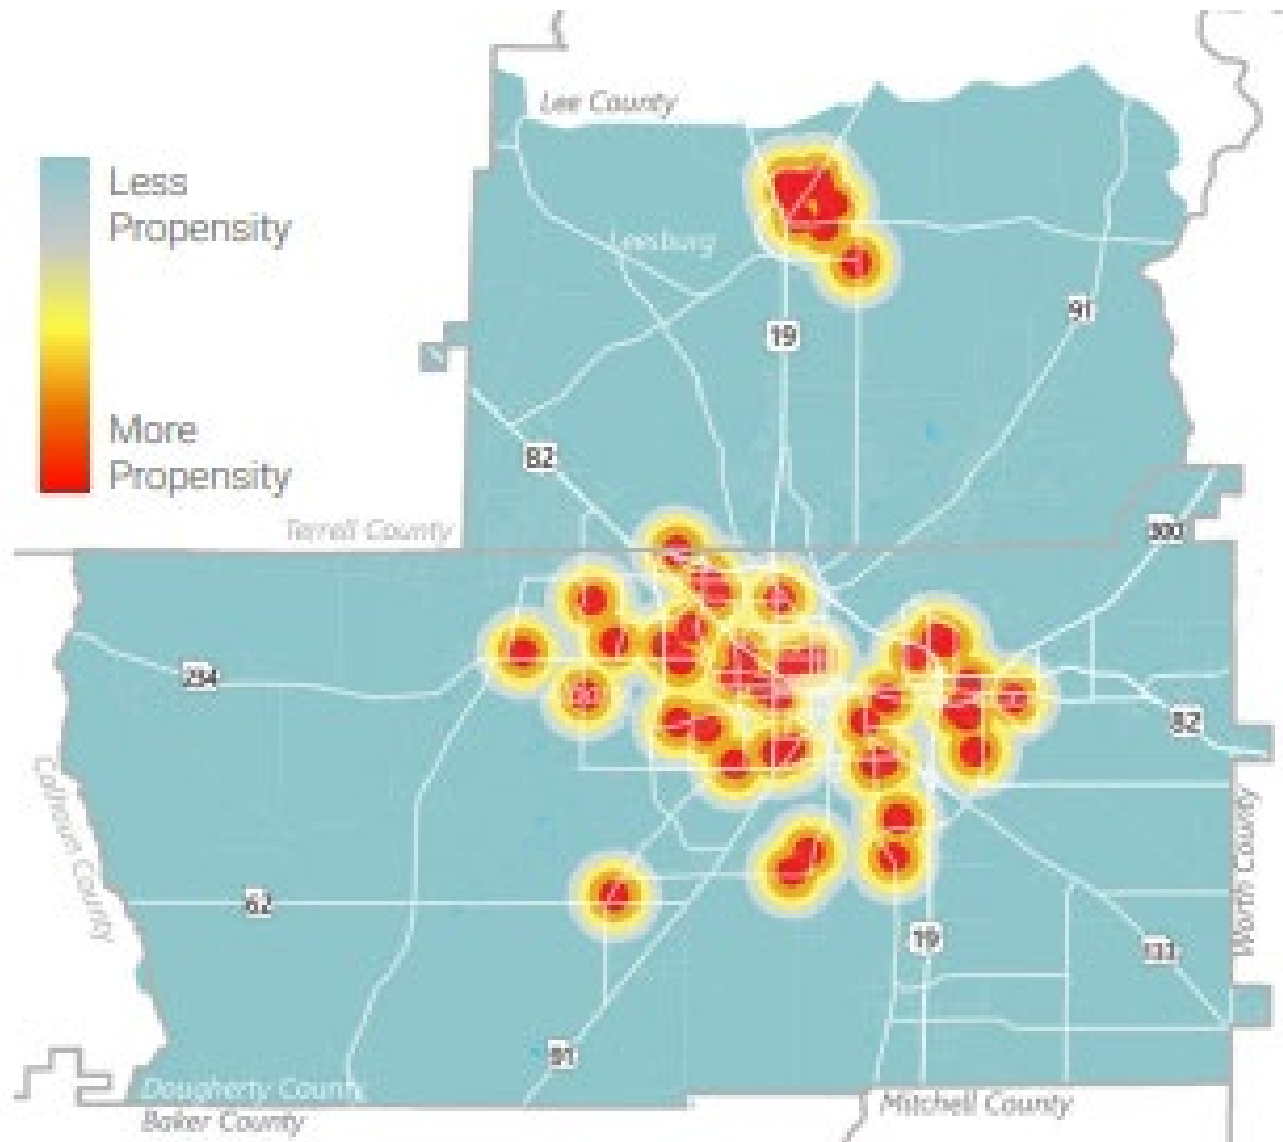 Lee County
Less
Propensity
Leesburg
91
19
More
Propensity
82
Terrell County
300
234
82
Calhoun County
Worth County
62
19
133
91
Dougherty County
Baker County
Mitchell County